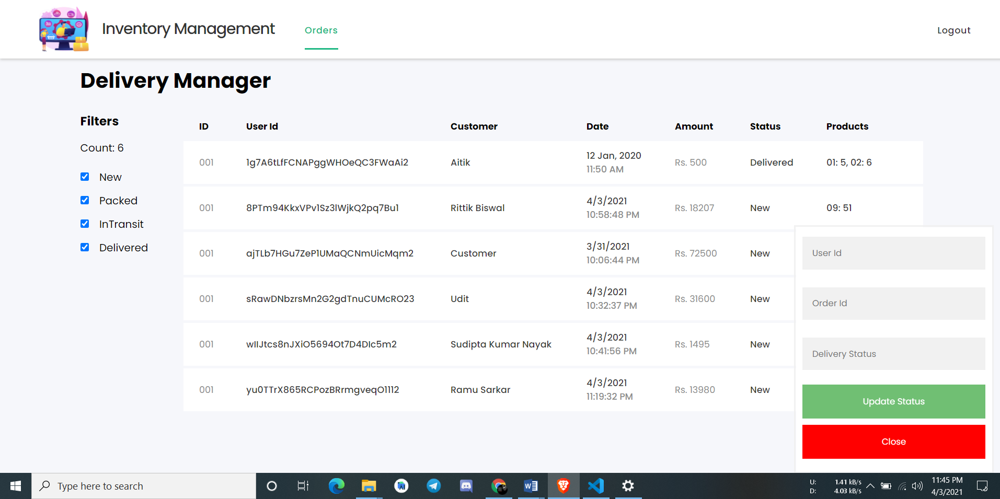 Inventory Management
Orders
Logout
Delivery Manager
Filters
Count: 6
New
Packed
InTransit
Delivered
ID User Id Customer Date Amount Status Products
001 1g7A6tLfFCNAPggWHOeQC3FWaAi2 Aitik 12 Jan, 2020 Rs. 500 Delivered 01: 5, 02: 6
11:50 AM
001 8PTm94KkxVPv1Sz3lWjkQ2pq7Bu1 Rittik Biswal 4/3/2021 Rs. 18207 New 09: 51
10:58:48 PM
001 ajTLb7HGu7ZeP1UMaQCNmUicMqm2 Customer 3/31/2021 Rs. 72500 New
10:06:44 PM
001 sRawDNbzrsMn2G2gdTnuCUMcRO23 Udit 4/3/2021 Rs. 31600 New
10:32:37 PM
001 wIIJtcs8nJXiO5694Ot7D4DIc5m2 Sudipta Kumar Nayak 4/3/2021 Rs. 1495 New
10:41:56 PM
001 yu0TTrX865RCPozBRrmgveqO1112 Ramu Sarkar 4/3/2021 Rs. 13980 New
11:19:32 PM
User Id
Order Id
Delivery Status
Update Status
Close
Type here to search
U: 1.41 kB/s
D: 4.03 kB/s
11:45 PM
4/3/2021